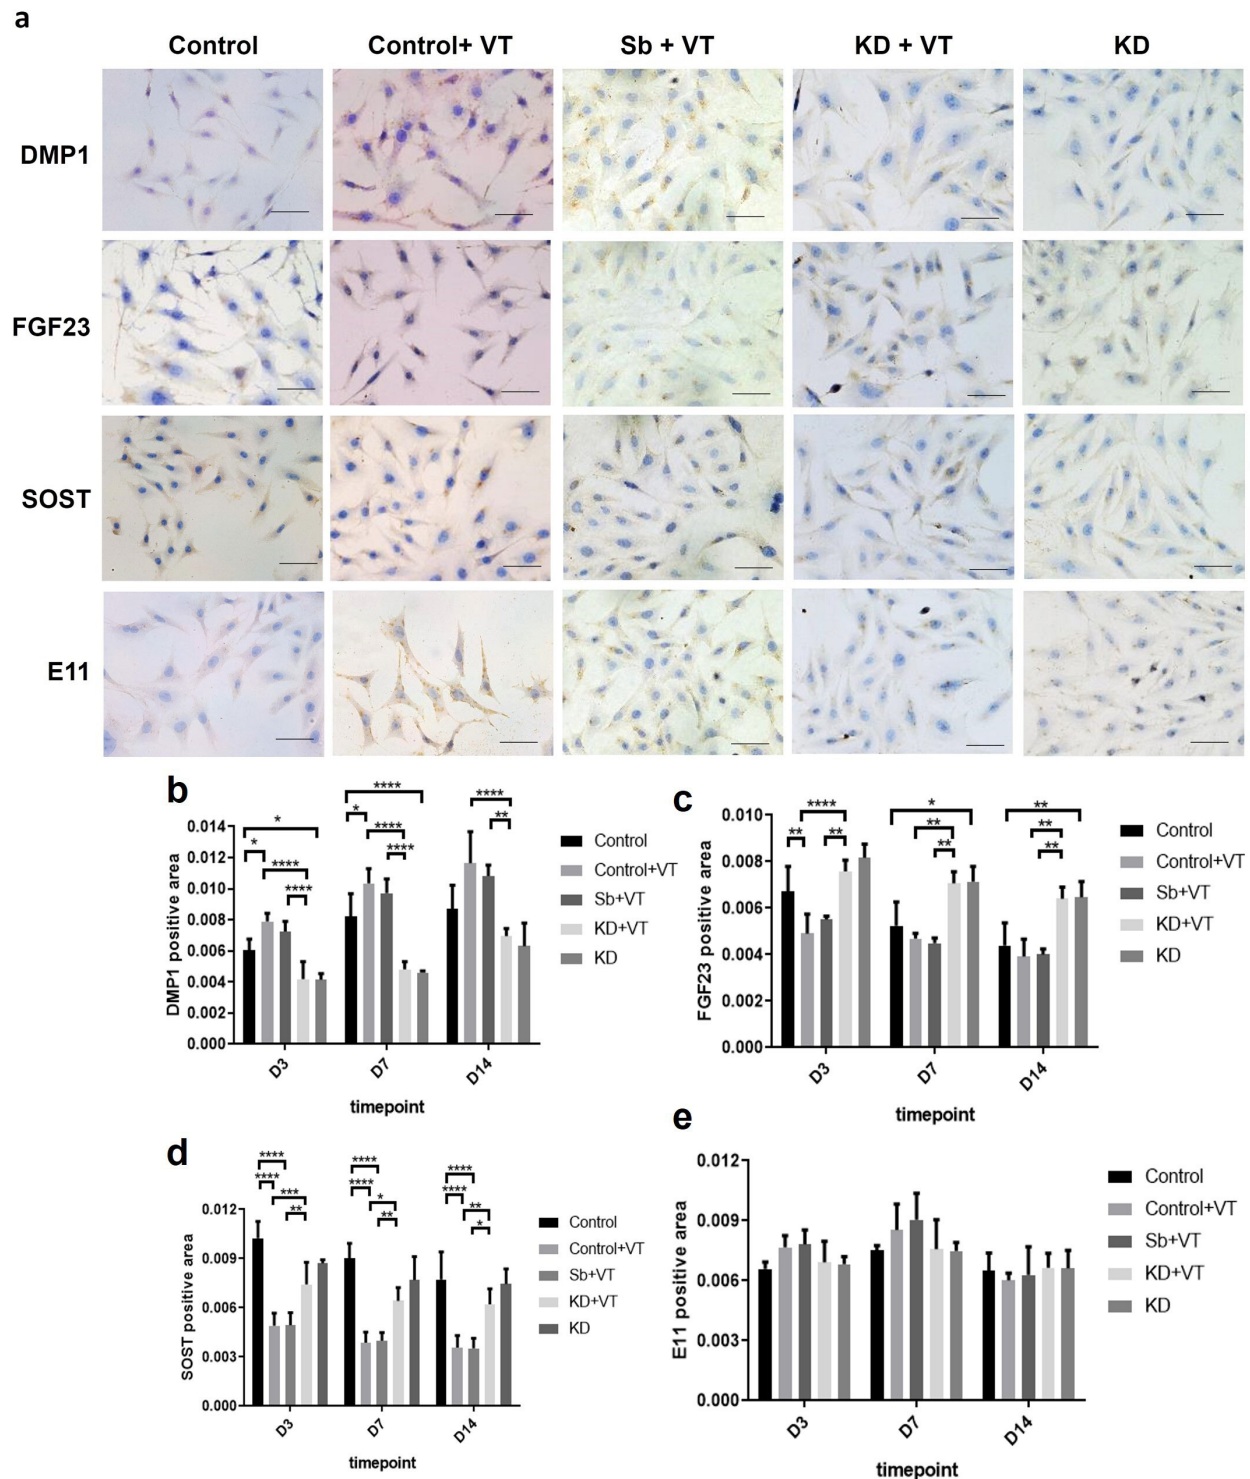 a
Control Control+ VT Sb + VT KD + VT KD
DMP1
FGF23
SOST
E11
b
DMP1 positive area
0.014
0.012
0.010
0.008
0.006
0.004
0.002
0.000
* * **** ****
**** * **** ****
**** **
D3 D7 D14
timepoint
Control
Control+VT
Sb+VT
KD+VT
KD
c
FGF23 positive area
0.010
0.008
0.006
0.004
0.002
0.000
**** ** **
* ** **
** ** **
D3 D7 D14
timepoint
Control
Control+VT
Sb+VT
KD+VT
KD
d
SOST positive area
0.012
0.009
0.006
0.003
0.000
**** **** *** **
**** **** * **
**** **** ** *
D3 D7 D14
timepoint
Control
Control+VT
Sb+VT
KD+VT
KD
e
E11 positive area
0.012
0.009
0.006
0.003
0.000
D3 D7 D14
timepoint
Control
Control+VT
Sb+VT
KD+VT
KD